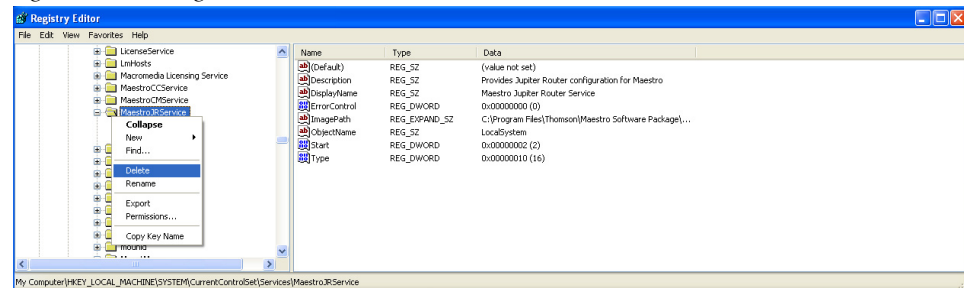 Registry Editor
File Edit View Favorites Help
LicenseService
LmHosts
Macromedia Licensing Service
MaestroCCService
MaestroCMService
MaestroJRService
Collapse
New
Find...
Delete
Rename
Export
Permissions...
Copy Key Name
mouhid
Name Type Data
(Default) REG_SZ (value not set)
Description REG_SZ Provides Jupiter Router configuration for Maestro
DisplayName REG_SZ Maestro Jupiter Router Service
ErrorControl REG_DWORD 0x00000000 (0)
ImagePath REG_EXPAND_SZ C:\Program Files\Thomson\Maestro Software Package\...
ObjectName REG_SZ LocalSystem
Start REG_DWORD 0x00000002 (2)
Type REG_DWORD 0x00000010 (16)
My Computer\HKEY_LOCAL_MACHINE\SYSTEM\CurrentControlSet\Services\MaestroJRService